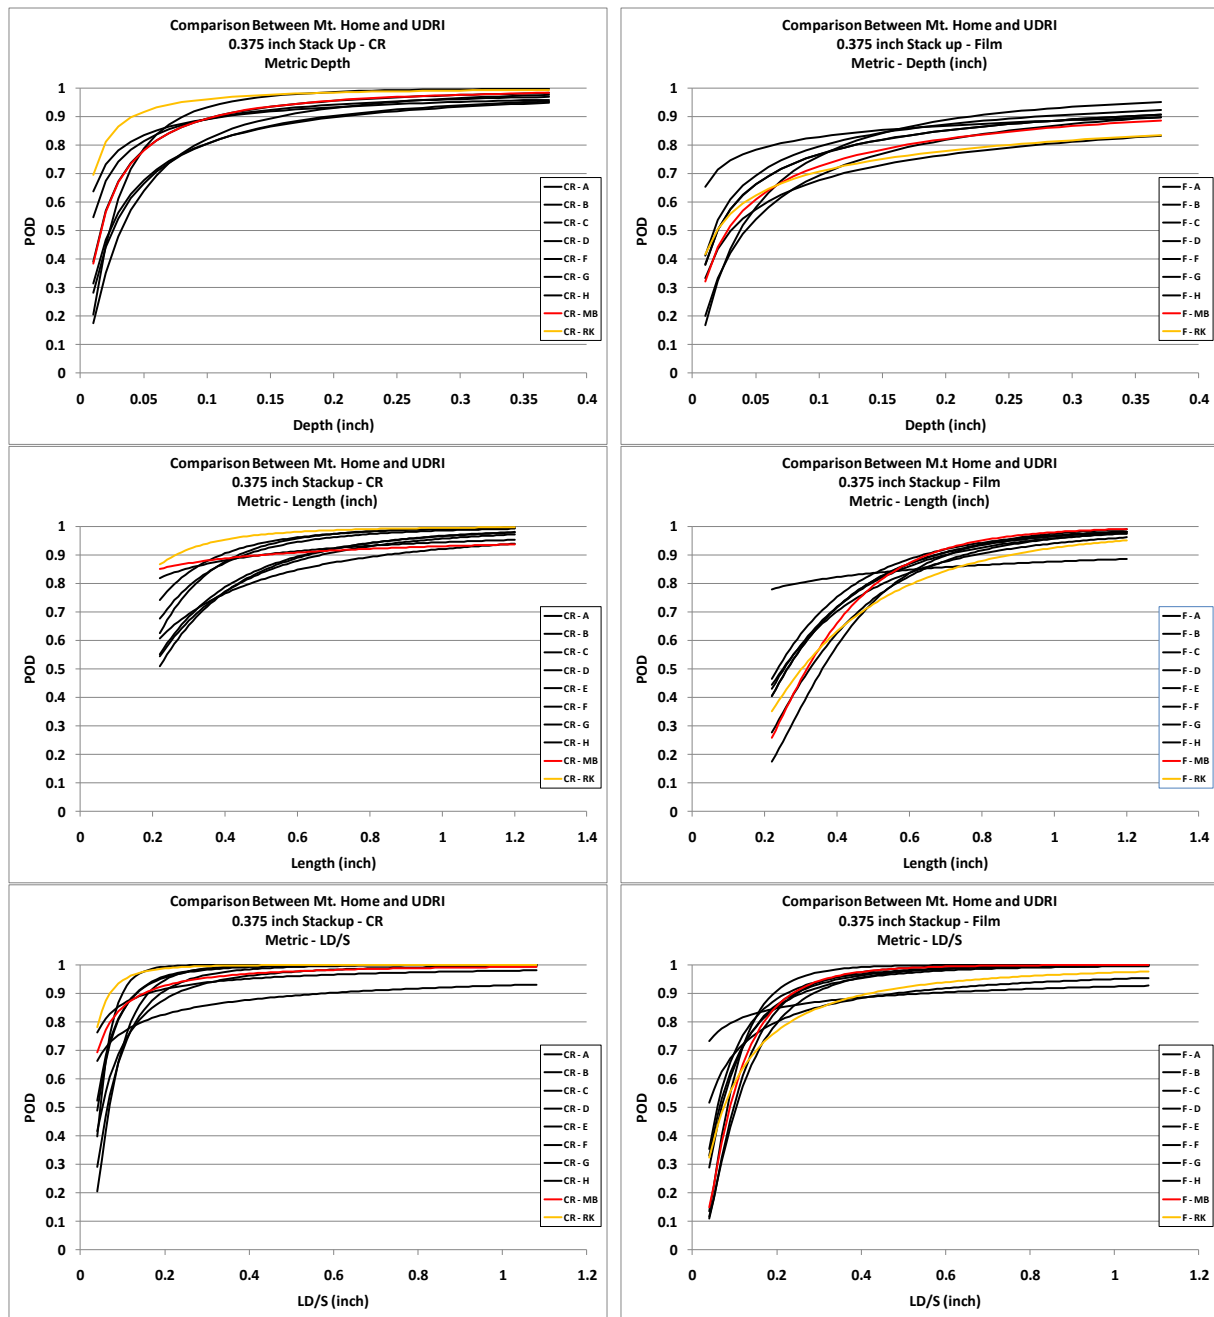 Comparison Between Mt. Home and UDRI
0.375 inch Stack Up - CR
Metric Depth
1
0.9
0.8
0.7
0.6
0.5
0.4
0.3
0.2
0.1
0
POD
0 0.05 0.1 0.15 0.2 0.25 0.3 0.35 0.4
Depth (inch)
CR - A
CR - B
CR - C
CR - D
CR - F
CR - G
CR - H
CR - MB
CR - RK
Comparison Between Mt. Home and UDRI
0.375 inch Stack up - Film
Metric - Depth (inch)
1
0.9
0.8
0.7
0.6
0.5
0.4
0.3
0.2
0.1
0
POD
0 0.05 0.1 0.15 0.2 0.25 0.3 0.35 0.4
Depth (inch)
F - A
F - B
F - C
F - D
F - F
F - G
F - H
F - MB
F - RK
Comparison Between Mt. Home and UDRI
0.375 inch Stackup - CR
Metric - Length (inch)
1
0.9
0.8
0.7
0.6
0.5
0.4
0.3
0.2
0.1
0
POD
0 0.2 0.4 0.6 0.8 1 1.2 1.4
Length (inch)
CR - A
CR - B
CR - C
CR - D
CR - E
CR - F
CR - G
CR - H
CR - MB
CR - RK
Comparison Between M.t Home and UDRI
0.375 inch Stackup - Film
Metric - Length (inch)
1
0.9
0.8
0.7
0.6
0.5
0.4
0.3
0.2
0.1
0
POD
0 0.2 0.4 0.6 0.8 1 1.2 1.4
Length (inch)
F - A
F - B
F - C
F - D
F - E
F - F
F - G
F - H
F - MB
F - RK
Comparison Between Mt. Home and UDRI
0.375 inch Stackup - CR
Metric - LD/S
1
0.9
0.8
0.7
0.6
0.5
0.4
0.3
0.2
0.1
0
POD
0 0.2 0.4 0.6 0.8 1 1.2
LD/S (inch)
CR - A
CR - B
CR - C
CR - D
CR - E
CR - F
CR - G
CR - H
CR - MB
CR - RK
Comparison Between Mt. Home and UDRI
0.375 inch Stackup - Film
Metric - LD/S
1
0.9
0.8
0.7
0.6
0.5
0.4
0.3
0.2
0.1
0
POD
0 0.2 0.4 0.6 0.8 1 1.2
LD/S (inch)
F - A
F - B
F - C
F - D
F - E
F - F
F - G
F - H
F - MB
F - RK